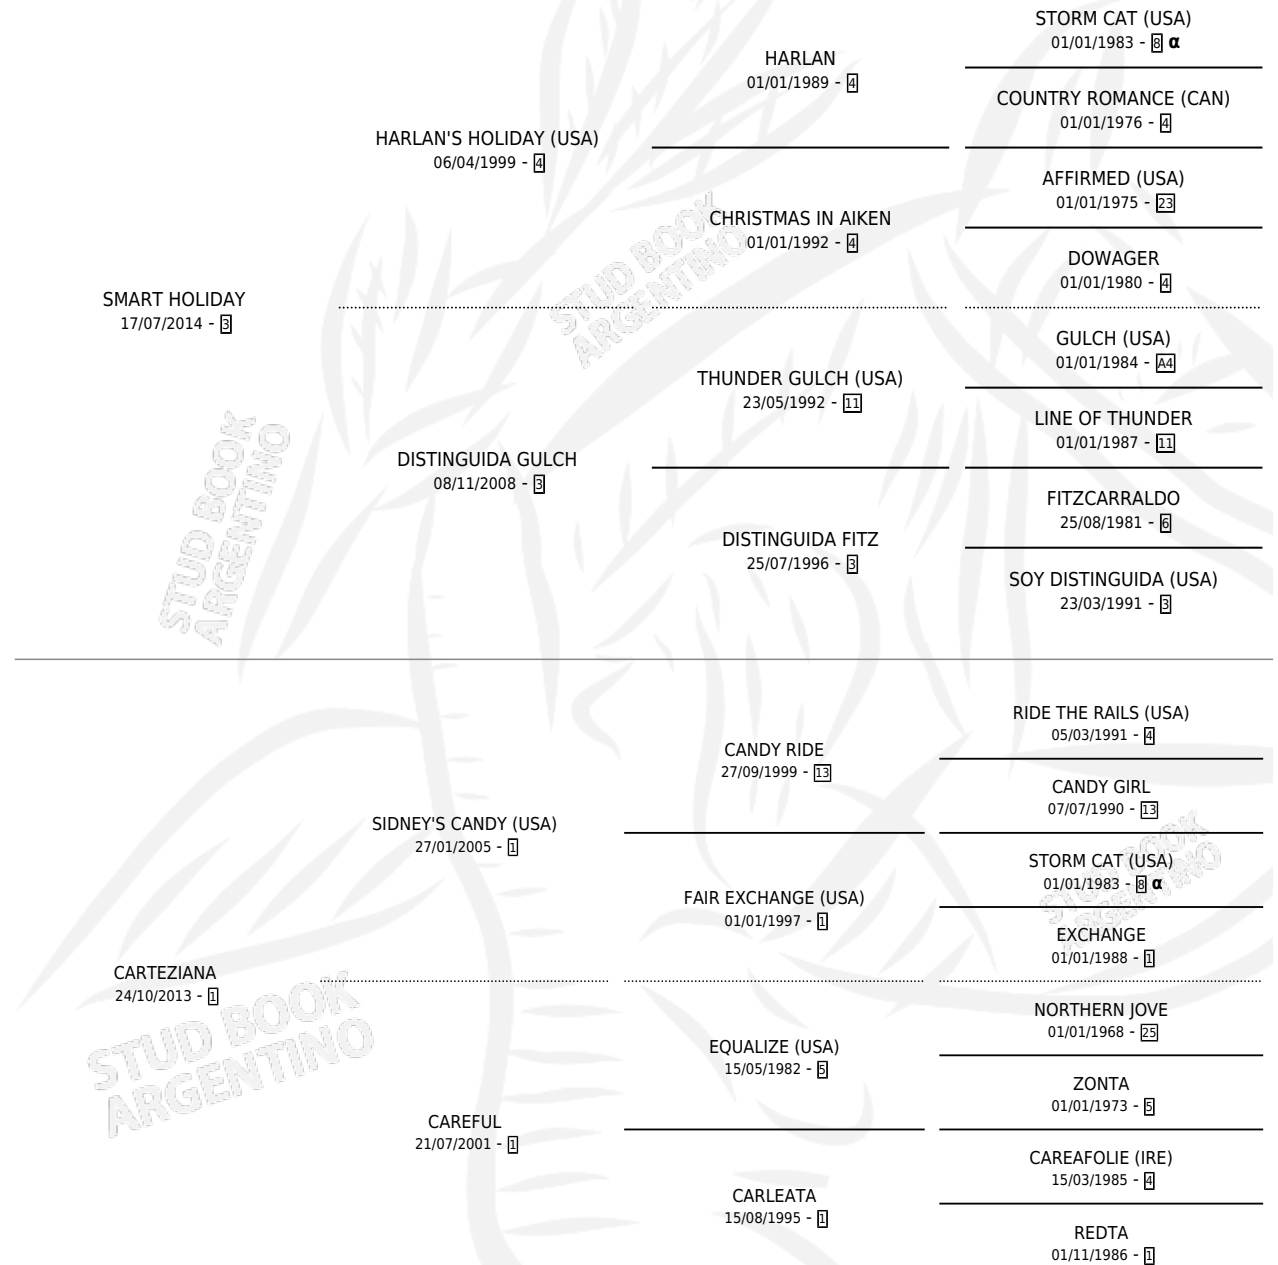 STORM CAT (USA)
01/01/1983 - 8 α
HARLAN
01/01/1989 - 4
COUNTRY ROMANCE (CAN)
01/01/1976 - 4
HARLAN'S HOLIDAY (USA)
06/04/1999 - 4
AFFIRMED (USA)
01/01/1975 - 23
CHRISTMAS IN AIKEN
01/01/1992 - 4
DOWAGER
01/01/1980 - 4
SMART HOLIDAY
17/07/2014 - 3
GULCH (USA)
01/01/1984 - A4
THUNDER GULCH (USA)
23/05/1992 - 11
LINE OF THUNDER
01/01/1987 - 11
DISTINGUIDA GULCH
08/11/2008 - 3
FITZCARRALDO
25/08/1981 - 6
DISTINGUIDA FITZ
25/07/1996 - 3
SOY DISTINGUIDA (USA)
23/03/1991 - 3
RIDE THE RAILS (USA)
05/03/1991 - 4
CANDY RIDE
27/09/1999 - 13
CANDY GIRL
07/07/1990 - 13
SIDNEY'S CANDY (USA)
27/01/2005 - 1
STORM CAT (USA)
01/01/1983 - 8 α
FAIR EXCHANGE (USA)
01/01/1997 - 1
EXCHANGE
01/01/1988 - 1
CARTEZIANA
24/10/2013 - 1
NORTHERN JOVE
01/01/1968 - 25
EQUALIZE (USA)
15/05/1982 - 5
ZONTA
01/01/1973 - 5
CAREFUL
21/07/2001 - 1
CAREAFOLIE (IRE)
15/03/1985 - 4
CARLEATA
15/08/1995 - 1
REDTA
01/11/1986 - 1
STUD BOOK
ARGENTINO
STUD BOOK
ARGENTINO
STUD BOOK
ARGENTINO
STUD BOOK
ARGENTINO